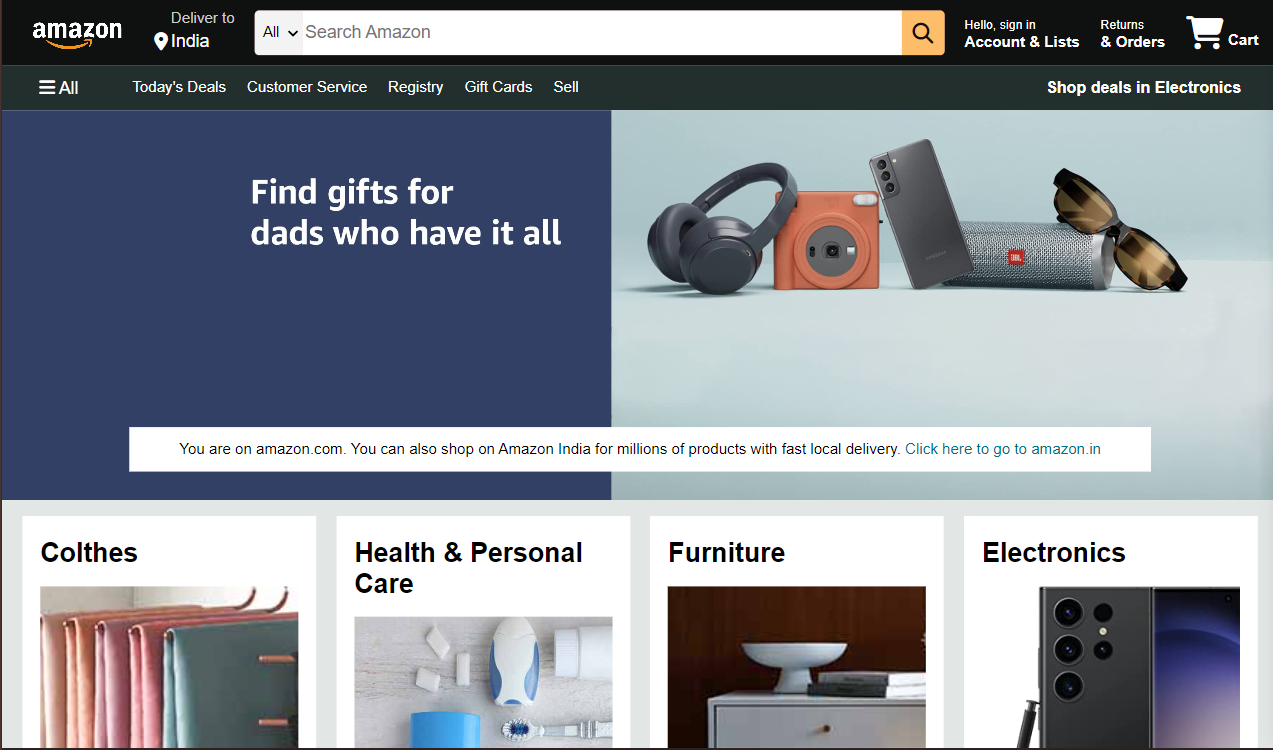 amazon
Deliver to
India
All
Search Amazon
Hello, sign in
Account & Lists
Returns
& Orders
Cart
All
Today's Deals
Customer Service
Registry
Gift Cards
Sell
Shop deals in Electronics
Find gifts for
dads who have it all
SAMSUNG
JBL
You are on amazon.com. You can also shop on Amazon India for millions of products with fast local delivery. Click here to go to amazon.in
Colthes
Health & Personal
Care
Furniture
Electronics